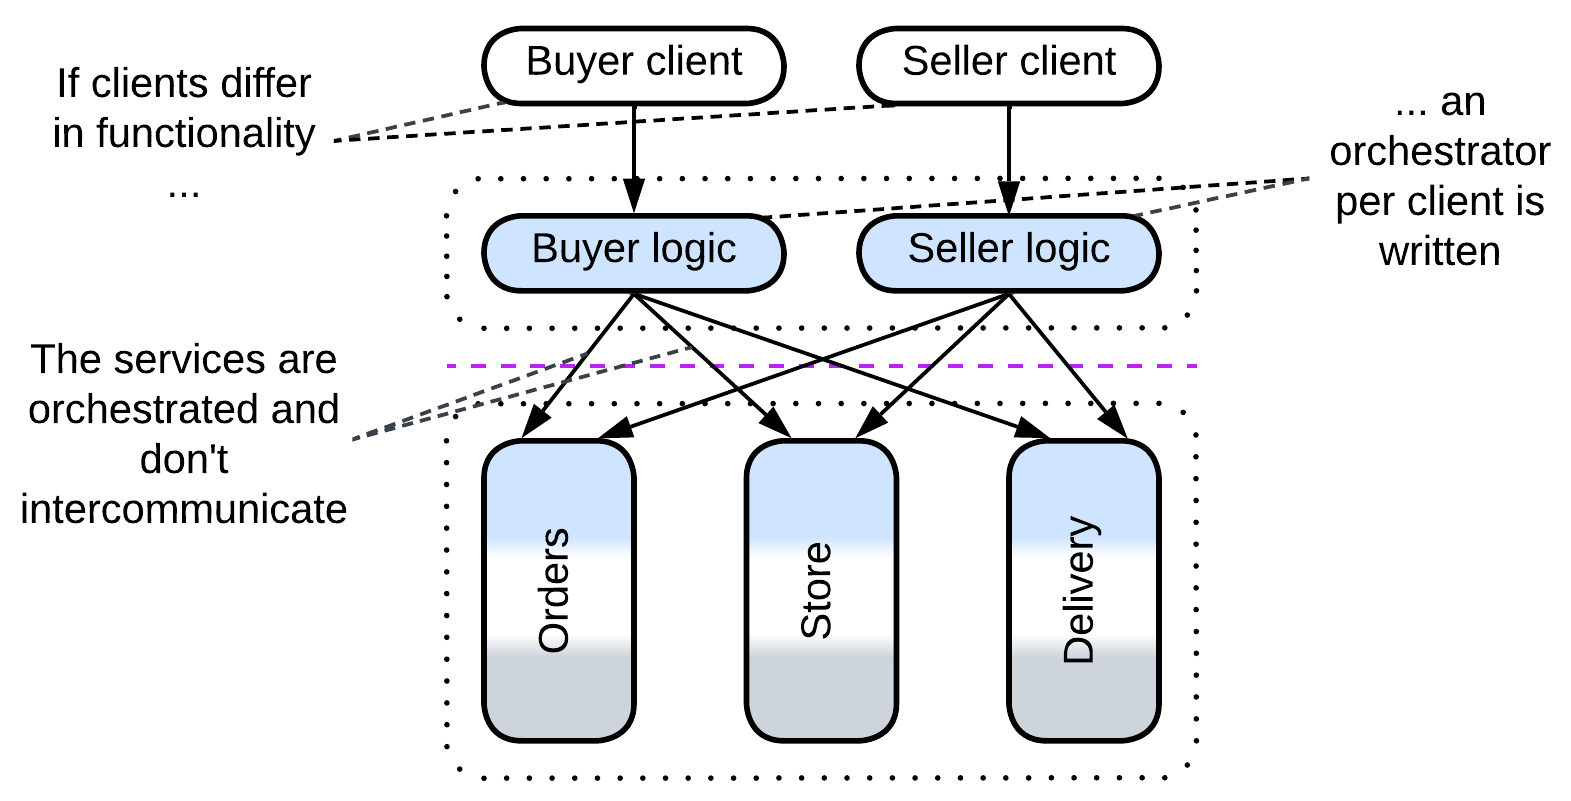 Buyer client
Seller client
If clients differ
in functionality
...
... an
orchestrator
per client is
written
Buyer logic
Seller logic
The services are
orchestrated and
don't
intercommunicate
Orders
Store
Delivery